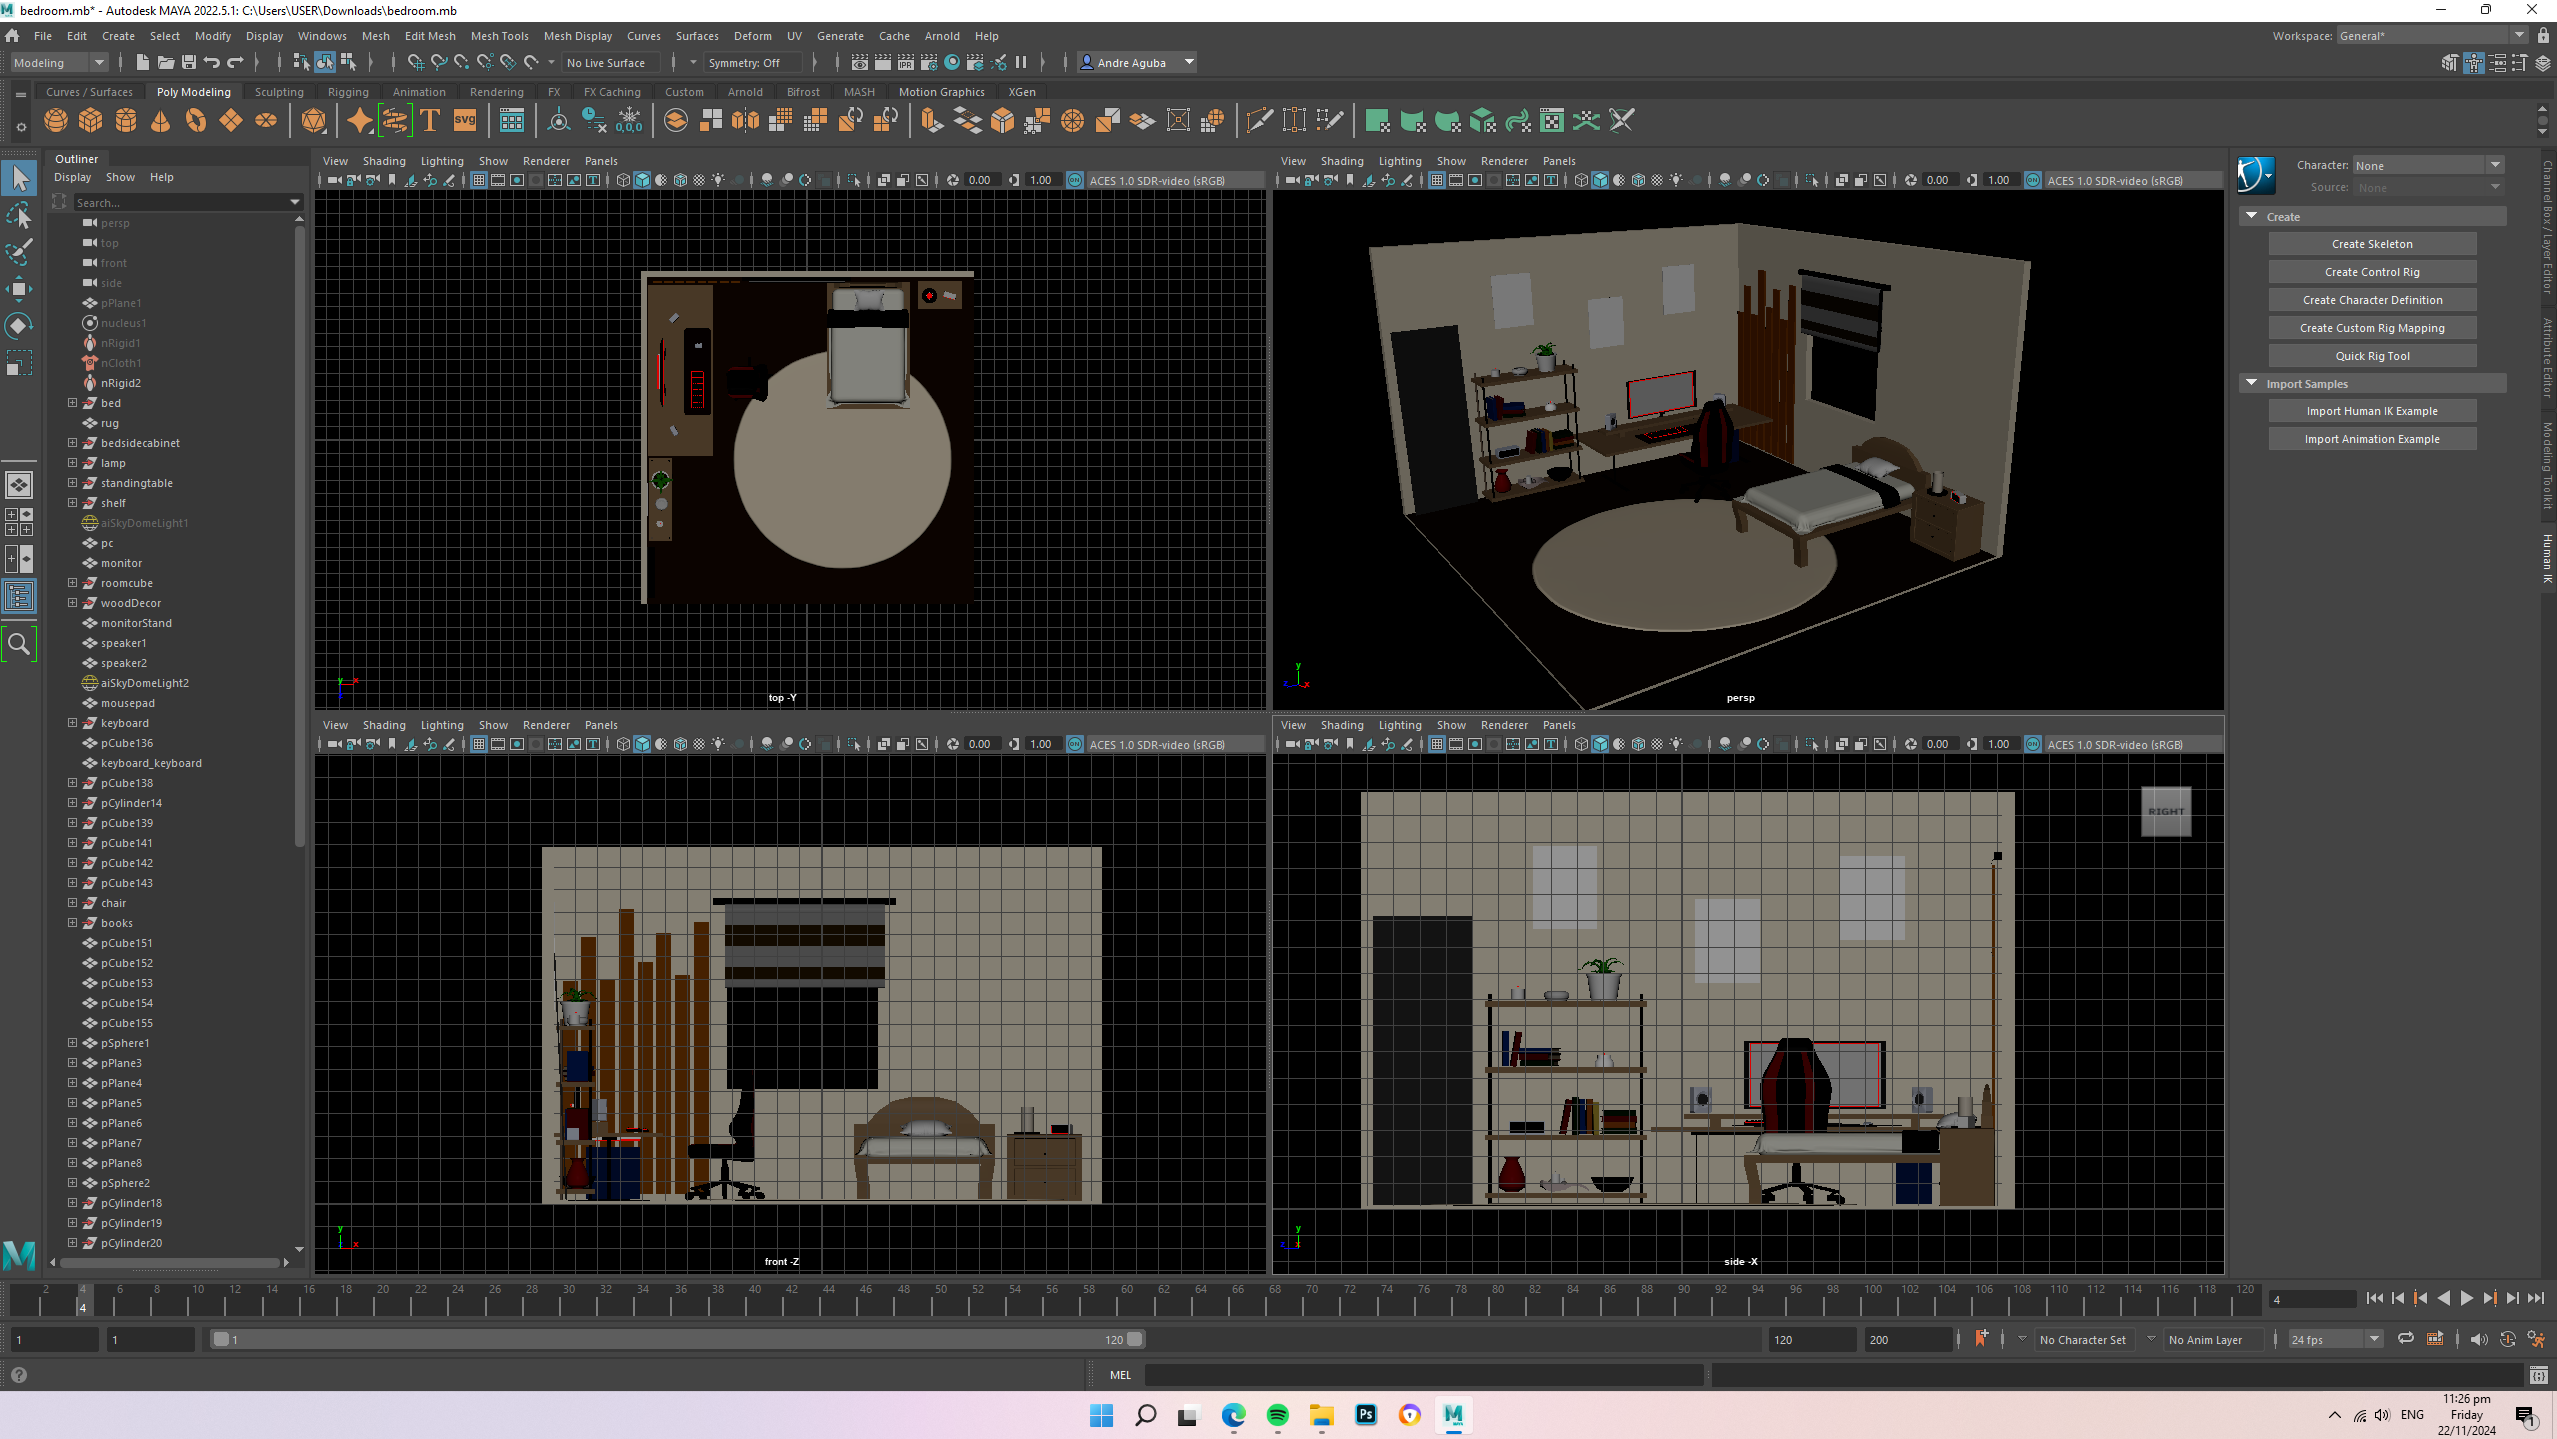 bedroom.mb* - Autodesk MAYA 2022.5.1: C:\Users\USER\Downloads\bedroom.mb
File Edit Create Select Modify Display Windows Mesh Edit Mesh Mesh Tools Mesh Display Curves Surfaces Deform UV Generate Cache Arnold Help
Workspace: General*
Modeling No Live Surface Symmetry: Off IPR Andre Aguba
Curves / Surfaces Poly Modeling Sculpting Rigging Animation Rendering FX FX Caching Custom Arnold Bifrost MASH Motion Graphics XGen
T SVG 0,0,0
Outliner
Display Show Help
Search...
persp
top
front
side
pPlane1
nucleus1
nRigid1
nCloth1
nRigid2
bed
rug
bedsidecabinet
lamp
standingtable
shelf
aiSkyDomeLight1
pc
monitor
roomcube
woodDecor
monitorStand
speaker1
speaker2
aiSkyDomeLight2
mousepad
keyboard
pCube136
keyboard_keyboard
pCube138
pCylinder14
pCube139
pCube141
pCube142
pCube143
chair
books
pCube151
pCube152
pCube153
pCube154
pCube155
pSphere1
pPlane3
pPlane4
pPlane5
pPlane6
pPlane7
pPlane8
pSphere2
pCylinder18
pCylinder19
pCylinder20
View Shading Lighting Show Renderer Panels
0.00 1.00 ON ACES 1.0 SDR-video (sRGB)
y x
top -Y
View Shading Lighting Show Renderer Panels
0.00 1.00 ON ACES 1.0 SDR-video (sRGB)
y z x
persp
View Shading Lighting Show Renderer Panels
0.00 1.00 ON ACES 1.0 SDR-video (sRGB)
y x
front -Z
View Shading Lighting Show Renderer Panels
0.00 1.00 ON ACES 1.0 SDR-video (sRGB)
RIGHT
y z
side -X
Character: None
Source: None
Create
Create Skeleton
Create Control Rig
Create Character Definition
Create Custom Rig Mapping
Quick Rig Tool
Import Samples
Import Human IK Example
Import Animation Example
Channel Box / Layer Editor
Attribute Editor
Modeling Toolkit
Human IK
2 4 6 8 10 12 14 16 18 20 22 24 26 28 30 32 34 36 38 40 42 44 46 48 50 52 54 56 58 60 62 64 66 68 70 72 74 76 78 80 82 84 86 88 90 92 94 96 98 100 102 104 106 108 110 112 114 116 118 120
4
4
1 1 1 120 120 200 No Character Set No Anim Layer 24 fps
MEL
Ps
M
ENG
11:26 pm
Friday
22/11/2024
1